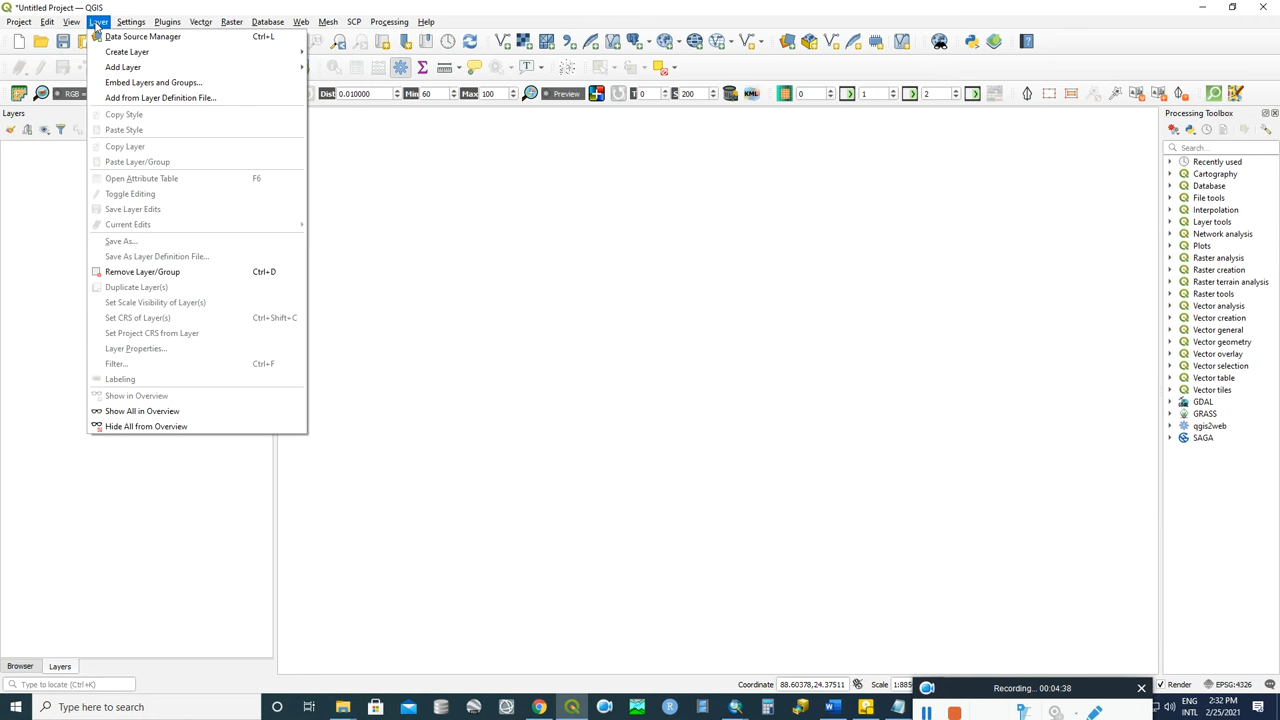 *Untitled Project — QGIS
Project Edit View Layer Settings Plugins Vector Raster Database Web Mesh SCP Processing Help
Data Source Manager Ctrl+L
Create Layer
Add Layer
Embed Layers and Groups...
Add from Layer Definition File...
Copy Style
Paste Style
Copy Layer
Paste Layer/Group
Open Attribute Table F6
Toggle Editing
Save Layer Edits
Current Edits
Save As...
Save As Layer Definition File...
Remove Layer/Group Ctrl+D
Duplicate Layer(s)
Set Scale Visibility of Layer(s)
Set CRS of Layer(s) Ctrl+Shift+C
Set Project CRS from Layer
Layer Properties...
Filter... Ctrl+F
Labeling
Show in Overview
Show All in Overview
Hide All from Overview
RGB = Dist 0.010000 Min 60 Max 100 Preview T 0 S 200 KML 0 1 2
Layers
Processing Toolbox
Search...
Recently used
Cartography
Database
File tools
Interpolation
Layer tools
Network analysis
Plots
Raster analysis
Raster creation
Raster terrain analysis
Raster tools
Vector analysis
Vector creation
Vector general
Vector geometry
Vector overlay
Vector selection
Vector table
Vector tiles
GDAL
GRASS
qgis2web
SAGA
Browser Layers
Type to locate (Ctrl+K)
Coordinate 88.60378,24.37511 Scale 1:885 Render EPSG:4326
Recording... 00:04:38
Type here to search
ENG
INTL
2:32 PM
2/25/2021